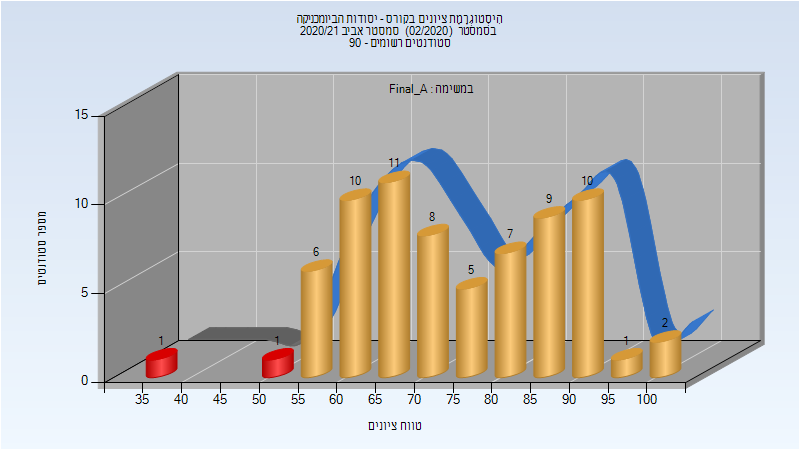 היסטוגרמת ציונים בקורס - יסודות הביומכניקה
בסמסטר (02/2020) סמסטר אביב 2020/21
סטודנטים רשומים - 90
במשימה : Final_A
מספר סטודנטים
15
10
5
0
1
1
6
10
11
8
5
7
9
10
1
2
35 40 45 50 55 60 65 70 75 80 85 90 95 100
טווח ציונים